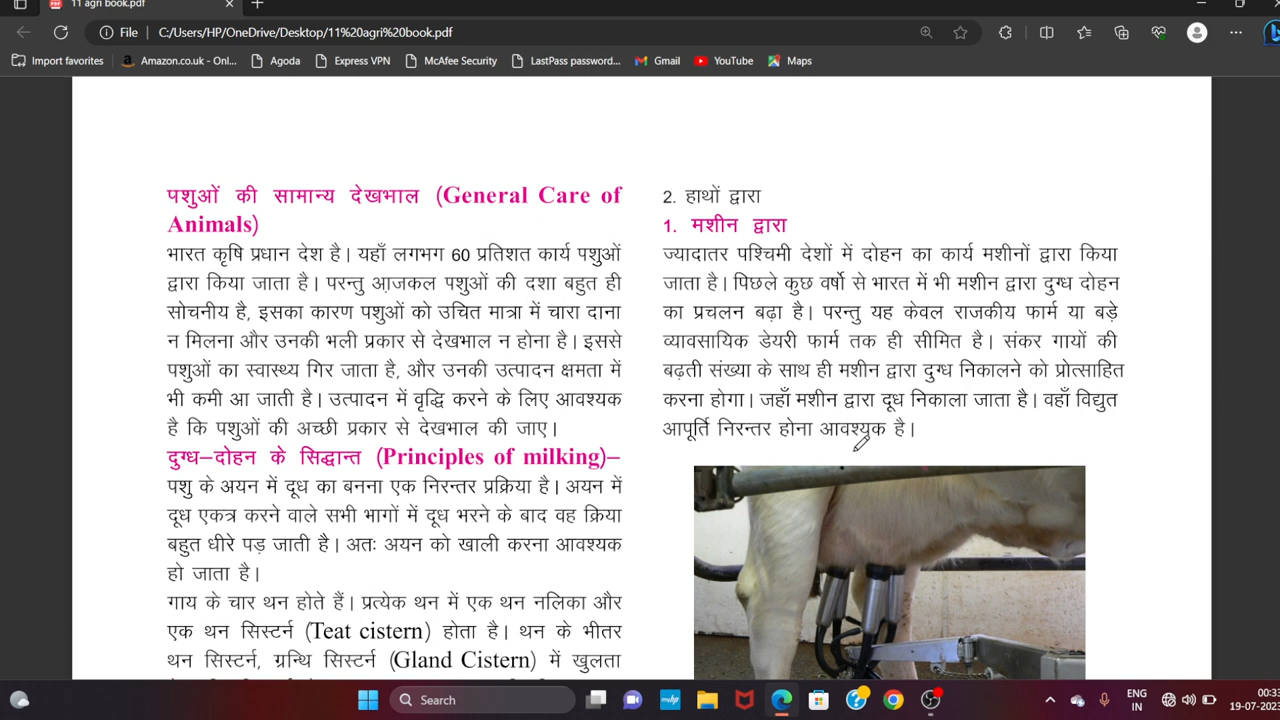 11 agri book.pdf
File
C:/Users/HP/OneDrive/Desktop/11%20agri%20book.pdf
Import favorites
Amazon.co.uk - Onl...
Agoda
Express VPN
McAfee Security
LastPass password...
Gmail
YouTube
Maps
पशुओं की सामान्य देखभाल (General Care of
Animals)
भारत कृषि प्रधान देश है। यहाँ लगभग 60 प्रतिशत कार्य पशुओं
द्वारा किया जाता है। परन्तु आ़जकल पशुओं की दशा बहुत ही
सोचनीय है, इसका कारण पशुओं को उचित मात्रा में चारा दाना
न मिलना और उनकी भली प्रकार से देखभाल न होना है। इससे
पशुओं का स्वास्थ्य गिर जाता है, और उनकी उत्पादन क्षमता में
भी कमी आ जाती है। उत्पादन में वृद्धि करने के लिए आवश्यक
है कि पशुओं की अच्छी प्रकार से देखभाल की जाए।
दुग्ध–दोहन के सिद्धान्त (Principles of milking)–
पशु के अयन में दूध का बनना एक निरन्तर प्रक्रिया है। अयन में
दूध एकत्र करने वाले सभी भागों में दूध भरने के बाद वह क्रिया
बहुत धीरे पड़ जाती है। अतः अयन को खाली करना आवश्यक
हो जाता है।
गाय के चार थन होते हैं। प्रत्येक थन में एक थन नलिका और
एक थन सिस्टर्न (Teat cistern) होता है। थन के भीतर
थन सिस्टर्न, ग्रन्थि सिस्टर्न (Gland Cistern) में खुलता
2. हाथों द्वारा
1. मशीन द्वारा
ज्यादातर पश्चिमी देशों में दोहन का कार्य मशीनों द्वारा किया
जाता है। पिछले कुछ वर्षो से भारत में भी मशीन द्वारा दुग्ध दोहन
का प्रचलन बढ़ा है। परन्तु यह केवल राजकीय फार्म या बड़े
व्यावसायिक डेयरी फार्म तक ही सीमित है। संकर गायों की
बढ़ती संख्या के साथ ही मशीन द्वारा दुग्ध निकालने को प्रोत्साहित
करना होगा। जहाँ मशीन द्वारा दूध निकाला जाता है। वहाँ विद्युत
आपूर्ति निरन्तर होना आवश्यक है।
Search
ENG
IN
00:33
19-07-2023